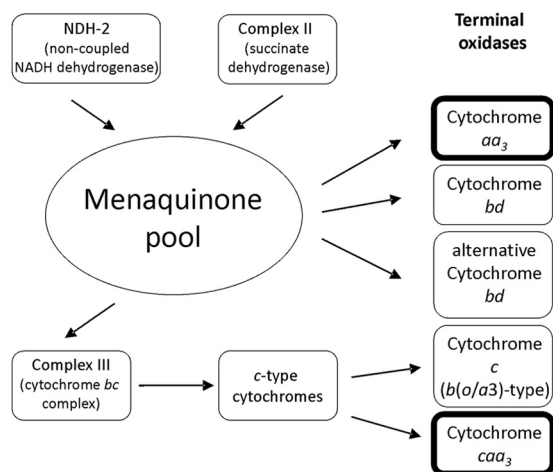 NDH-2
(non-coupled
NADH dehydrogenase)
Complex II
(succinate
dehydrogenase)
Terminal
oxidases
Cytochrome
aa3
Cytochrome
bd
alternative
Cytochrome
bd
Menaquinone
pool
Complex III
(cytochrome bc
complex)
c-type
cytochromes
Cytochrome
c
(b(o/a3)-type)
Cytochrome
caa3